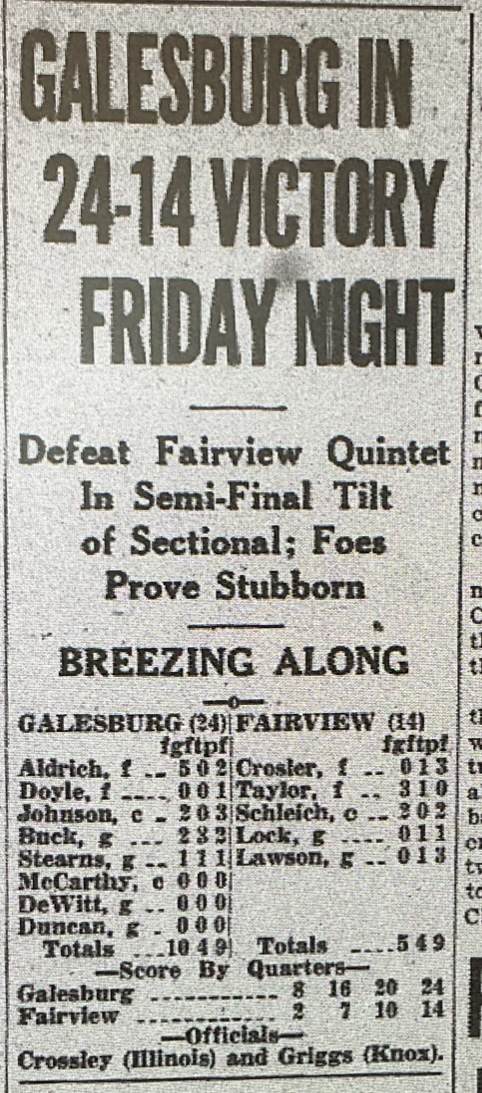 GALESBURG IN
24-14 VICTORY
FRIDAY NIGHT
Defeat Fairview Quintet
In Semi-Final Tilt
of Sectional; Foes
Prove Stubborn
BREEZING ALONG
—o—
GALESBURG (24) FAIRVIEW (14)
fgftpf fgftpf
Aldrich, f -- 5 0 2 Crosier, f -- 0 1 3
Doyle, f ---- 0 0 1 Taylor, f -- 3 1 0
Johnson, c - 2 0 3 Schleich, c -- 2 0 2
Buck, g --- 2 3 2 Lock, g ---- 0 1 1
Stearns, g -- 1 1 1 Lawson, g -- 0 1 3
McCarthy, c 0 0 0
DeWitt, g -- 0 0 0
Duncan, g - 0 0 0
Totals ----10 4 9 Totals ----5 4 9
—Score By Quarters—
Galesburg ------------ 8 16 20 24
Fairview ------------- 2 7 10 14
—Officials—
Crossley (Illinois) and Griggs (Knox).